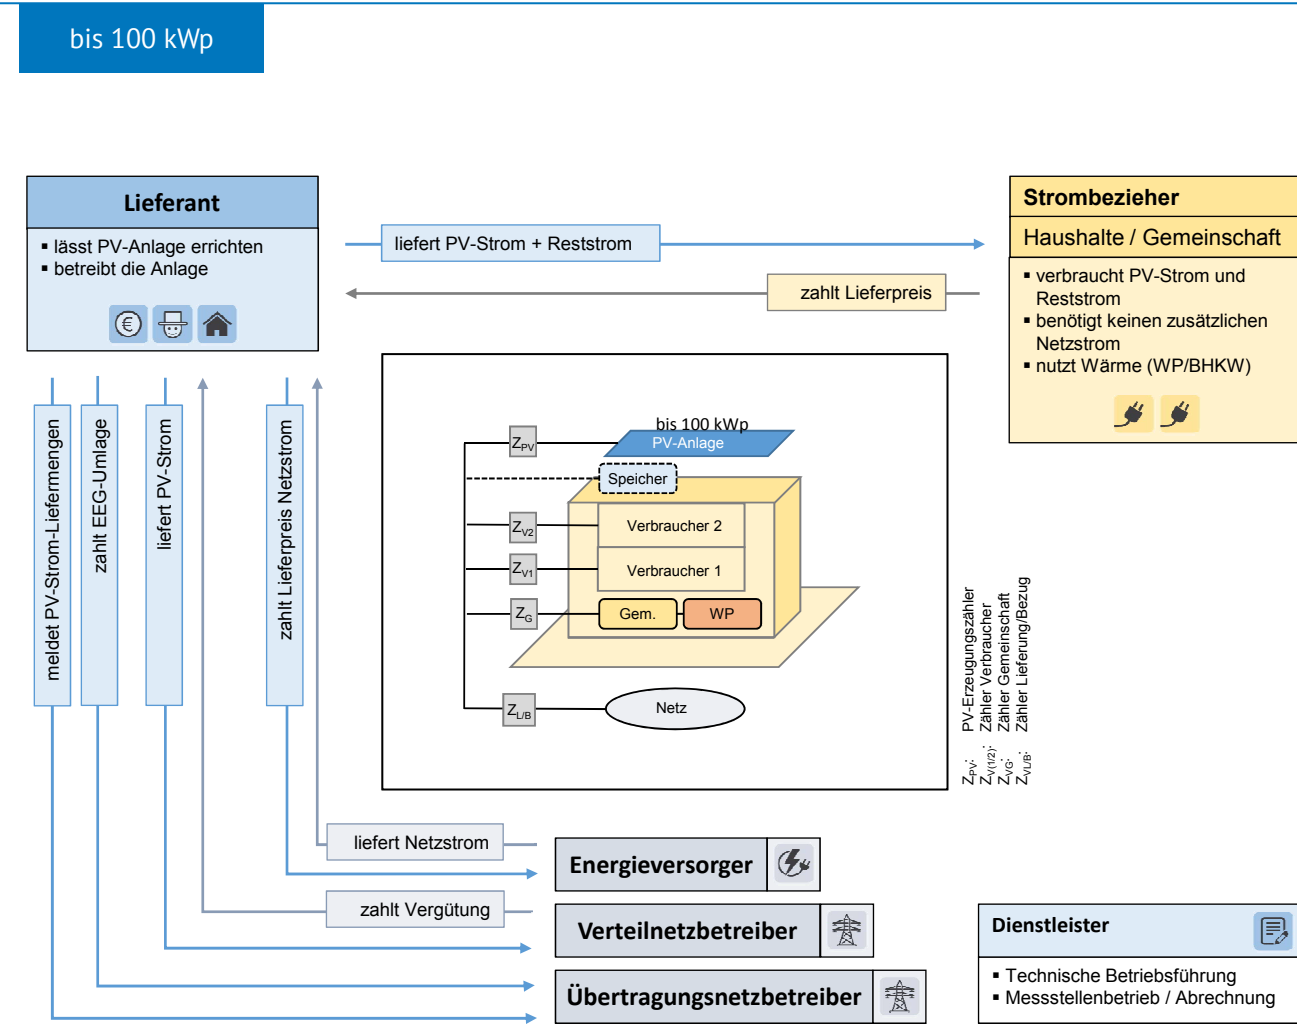 bis 100 kWp
Lieferant
▪ lässt PV-Anlage errichten
▪ betreibt die Anlage
liefert PV-Strom + Reststrom
zahlt Lieferpreis
Strombezieher
Haushalte / Gemeinschaft
▪ verbraucht PV-Strom und
Reststrom
▪ benötigt keinen zusätzlichen
Netzstrom
▪ nutzt Wärme (WP/BHKW)
meldet PV-Strom-Liefermengen
zahlt EEG-Umlage
liefert PV-Strom
zahlt Lieferpreis Netzstrom
bis 100 kWp
ZPV
PV-Anlage
Speicher
ZV2
Verbraucher 2
ZV1
Verbraucher 1
ZG
Gem.
WP
ZL/B
Netz
ZPV: PV-Erzeugungszähler
ZV(1/2): Zähler Verbraucher
ZVG: Zähler Gemeinschaft
ZVL/B: Zähler Lieferung/Bezug
liefert Netzstrom
Energieversorger
zahlt Vergütung
Verteilnetzbetreiber
Übertragungsnetzbetreiber
Dienstleister
▪ Technische Betriebsführung
▪ Messstellenbetrieb / Abrechnung